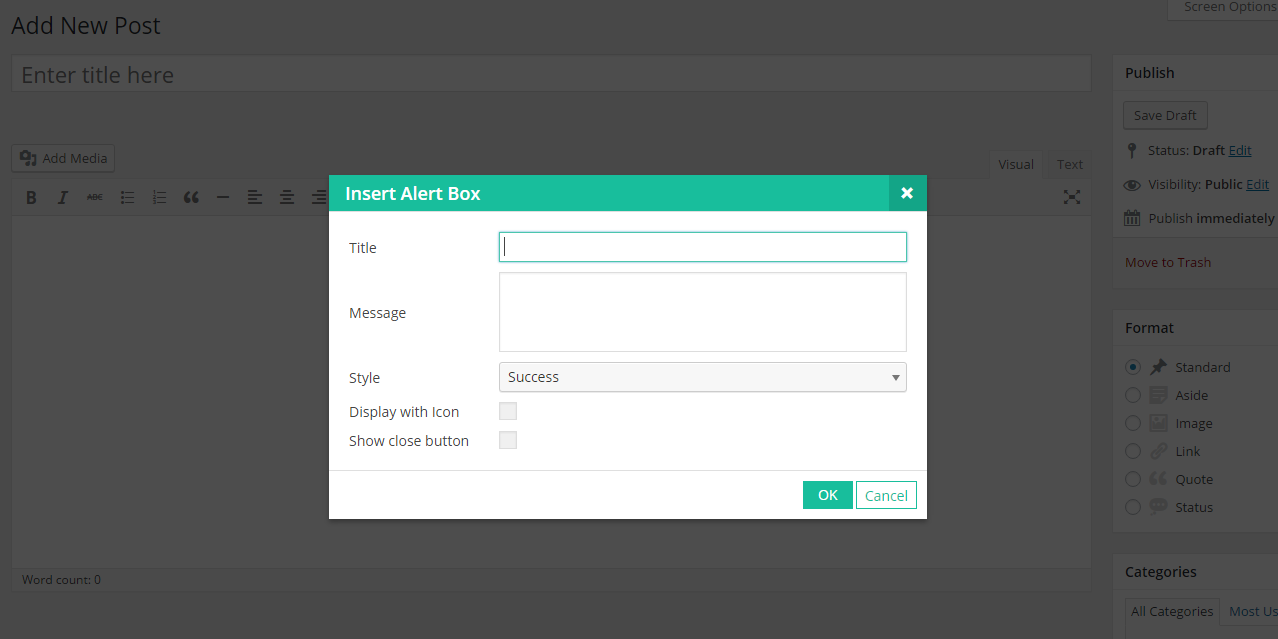 Screen Options
Add New Post
Enter title here
Add Media
Visual
Text
B I ABC
Insert Alert Box
Title
Message
Style
Success
Display with Icon
Show close button
OK
Cancel
Word count: 0
Publish
Save Draft
Status: Draft Edit
Visibility: Public Edit
Publish immediately
Move to Trash
Format
Standard
Aside
Image
Link
Quote
Status
Categories
All Categories
Most Us